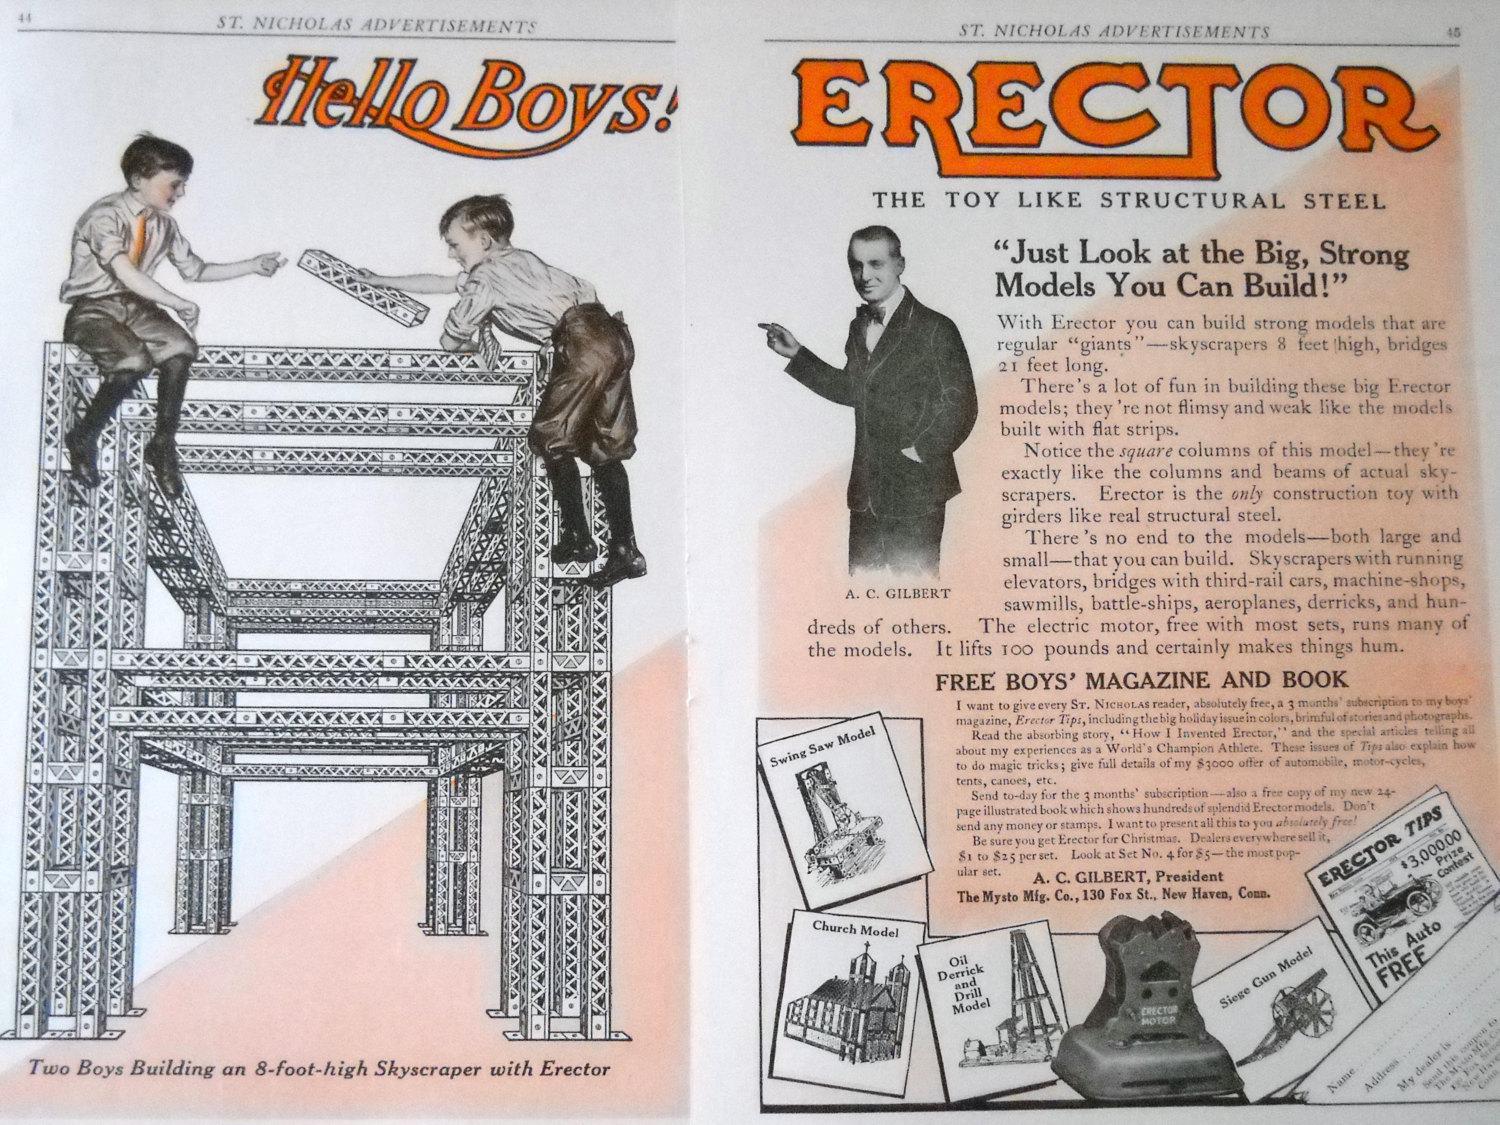 44
ST. NICHOLAS ADVERTISEMENTS
Hello Boys!
Two Boys Building an 8-foot-high Skyscraper with Erector
ST. NICHOLAS ADVERTISEMENTS
45
ERECTOR
THE TOY LIKE STRUCTURAL STEEL
“Just Look at the Big, Strong
Models You Can Build!”
With Erector you can build strong models that are
regular “giants”—skyscrapers 8 feet high, bridges
21 feet long.
There's a lot of fun in building these big Erector
models; they're not flimsy and weak like the models
built with flat strips.
Notice the square columns of this model—they're
exactly like the columns and beams of actual sky-
scrapers. Erector is the only construction toy with
girders like real structural steel.
There's no end to the models—both large and
small—that you can build. Skyscrapers with running
elevators, bridges with third-rail cars, machine-shops,
sawmills, battle-ships, aeroplanes, derricks, and hun-
dreds of others. The electric motor, free with most sets, runs many of
the models. It lifts 100 pounds and certainly makes things hum.
A. C. GILBERT
FREE BOYS' MAGAZINE AND BOOK
I want to give every ST. NICHOLAS reader, absolutely free, a 3 months' subscription to my boys'
magazine, Erector Tips, including the big holiday issue in colors, brimful of stories and photographs.
Read the absorbing story, “How I Invented Erector,” and the special articles telling all
about my experiences as a World's Champion Athlete. These issues of Tips also explain how
to do magic tricks; give full details of my $3000 offer of automobile, motor-cycles,
tents, canoes, etc.
Send to-day for the 3 months' subscription—also a free copy of my new 24-
page illustrated book which shows hundreds of splendid Erector models. Don't
send any money or stamps. I want to present all this to you absolutely free!
Be sure you get Erector for Christmas. Dealers everywhere sell it,
$1 to $25 per set. Look at Set No. 4 for $5—the most pop-
ular set.
A. C. GILBERT, President
The Mysto Mfg. Co., 130 Fox St., New Haven, Conn.
Swing Saw Model
Church Model
Oil
Derrick
and
Drill
Model
ERECTOR
MOTOR
Siege Gun Model
ERECTOR TIPS
$3,000.00
Prize
Contest
This Auto
FREE
Name
Address
My dealer is
Send this coupon to
The Mysto Mfg. Co.
Fox St.
New Haven
Conn.